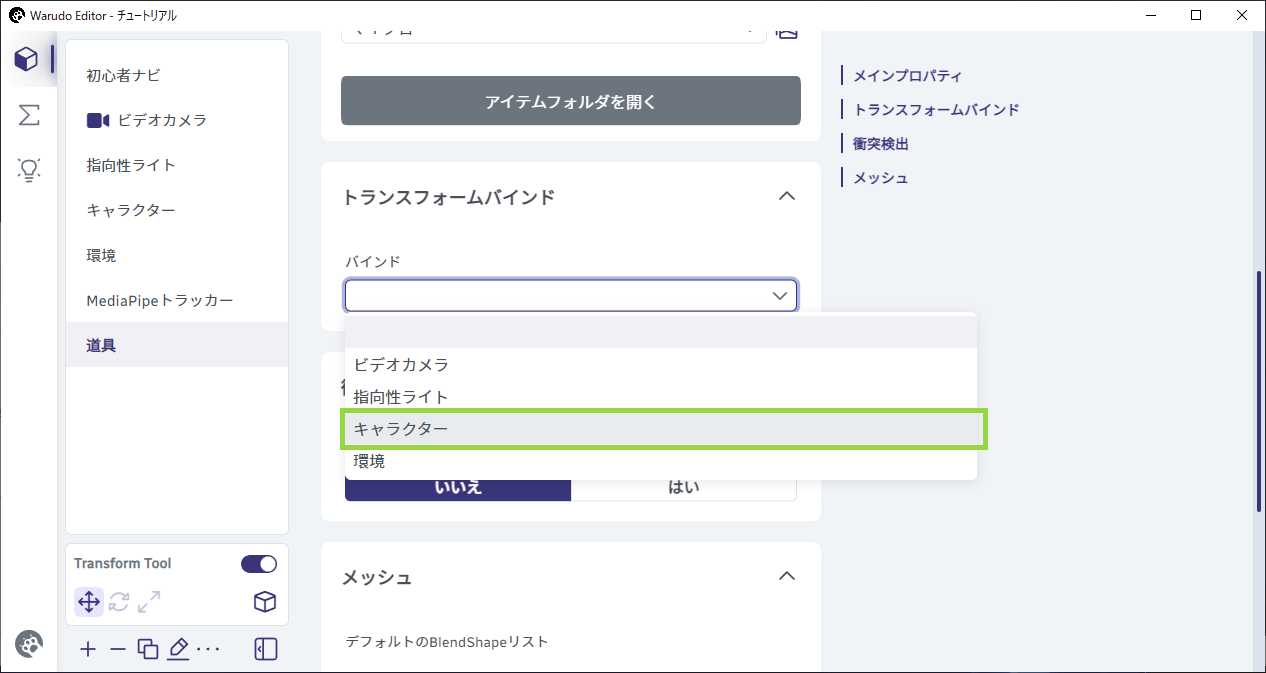 Warudo Editor - チュートリアル
初心者ナビ
ビデオカメラ
指向性ライト
キャラクター
環境
MediaPipeトラッカー
道具
Transform Tool
アイテムフォルダを開く
トランスフォームバインド
バインド
ビデオカメラ
指向性ライト
キャラクター
環境
いいえ
はい
メッシュ
デフォルトのBlendShapeリスト
メインプロパティ
トランスフォームバインド
衝突検出
メッシュ